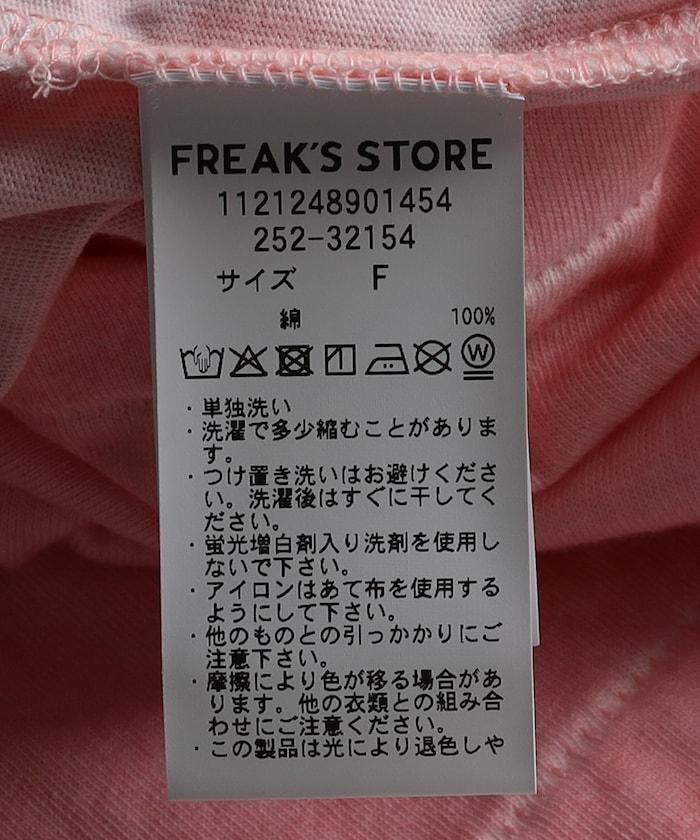 FREAK'S STORE
1121248901454
252-32154
サイズ F
綿 100%
W
・単独洗い
・洗濯で多少縮むことがありま
す。
・つけ置き洗いはお避けくださ
い。洗濯後はすぐに干してく
ださい。
・蛍光増白剤入り洗剤を使用し
ないで下さい。
・アイロンはあて布を使用する
ようにして下さい。
・他のものとの引っかかりにご
注意下さい。
・摩擦により色が移る場合があ
ります。他の衣類との組み合
わせにご注意ください。
・この製品は光により退色しや